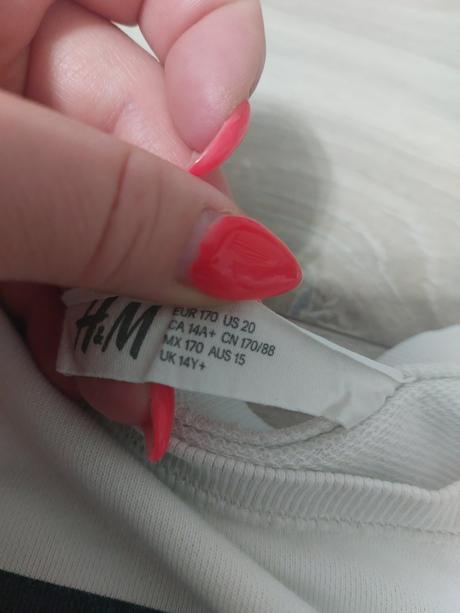 H&M
EUR 170 US 20
CA 14A+ CN 170/88
MX 170 AUS 15
UK 14Y+